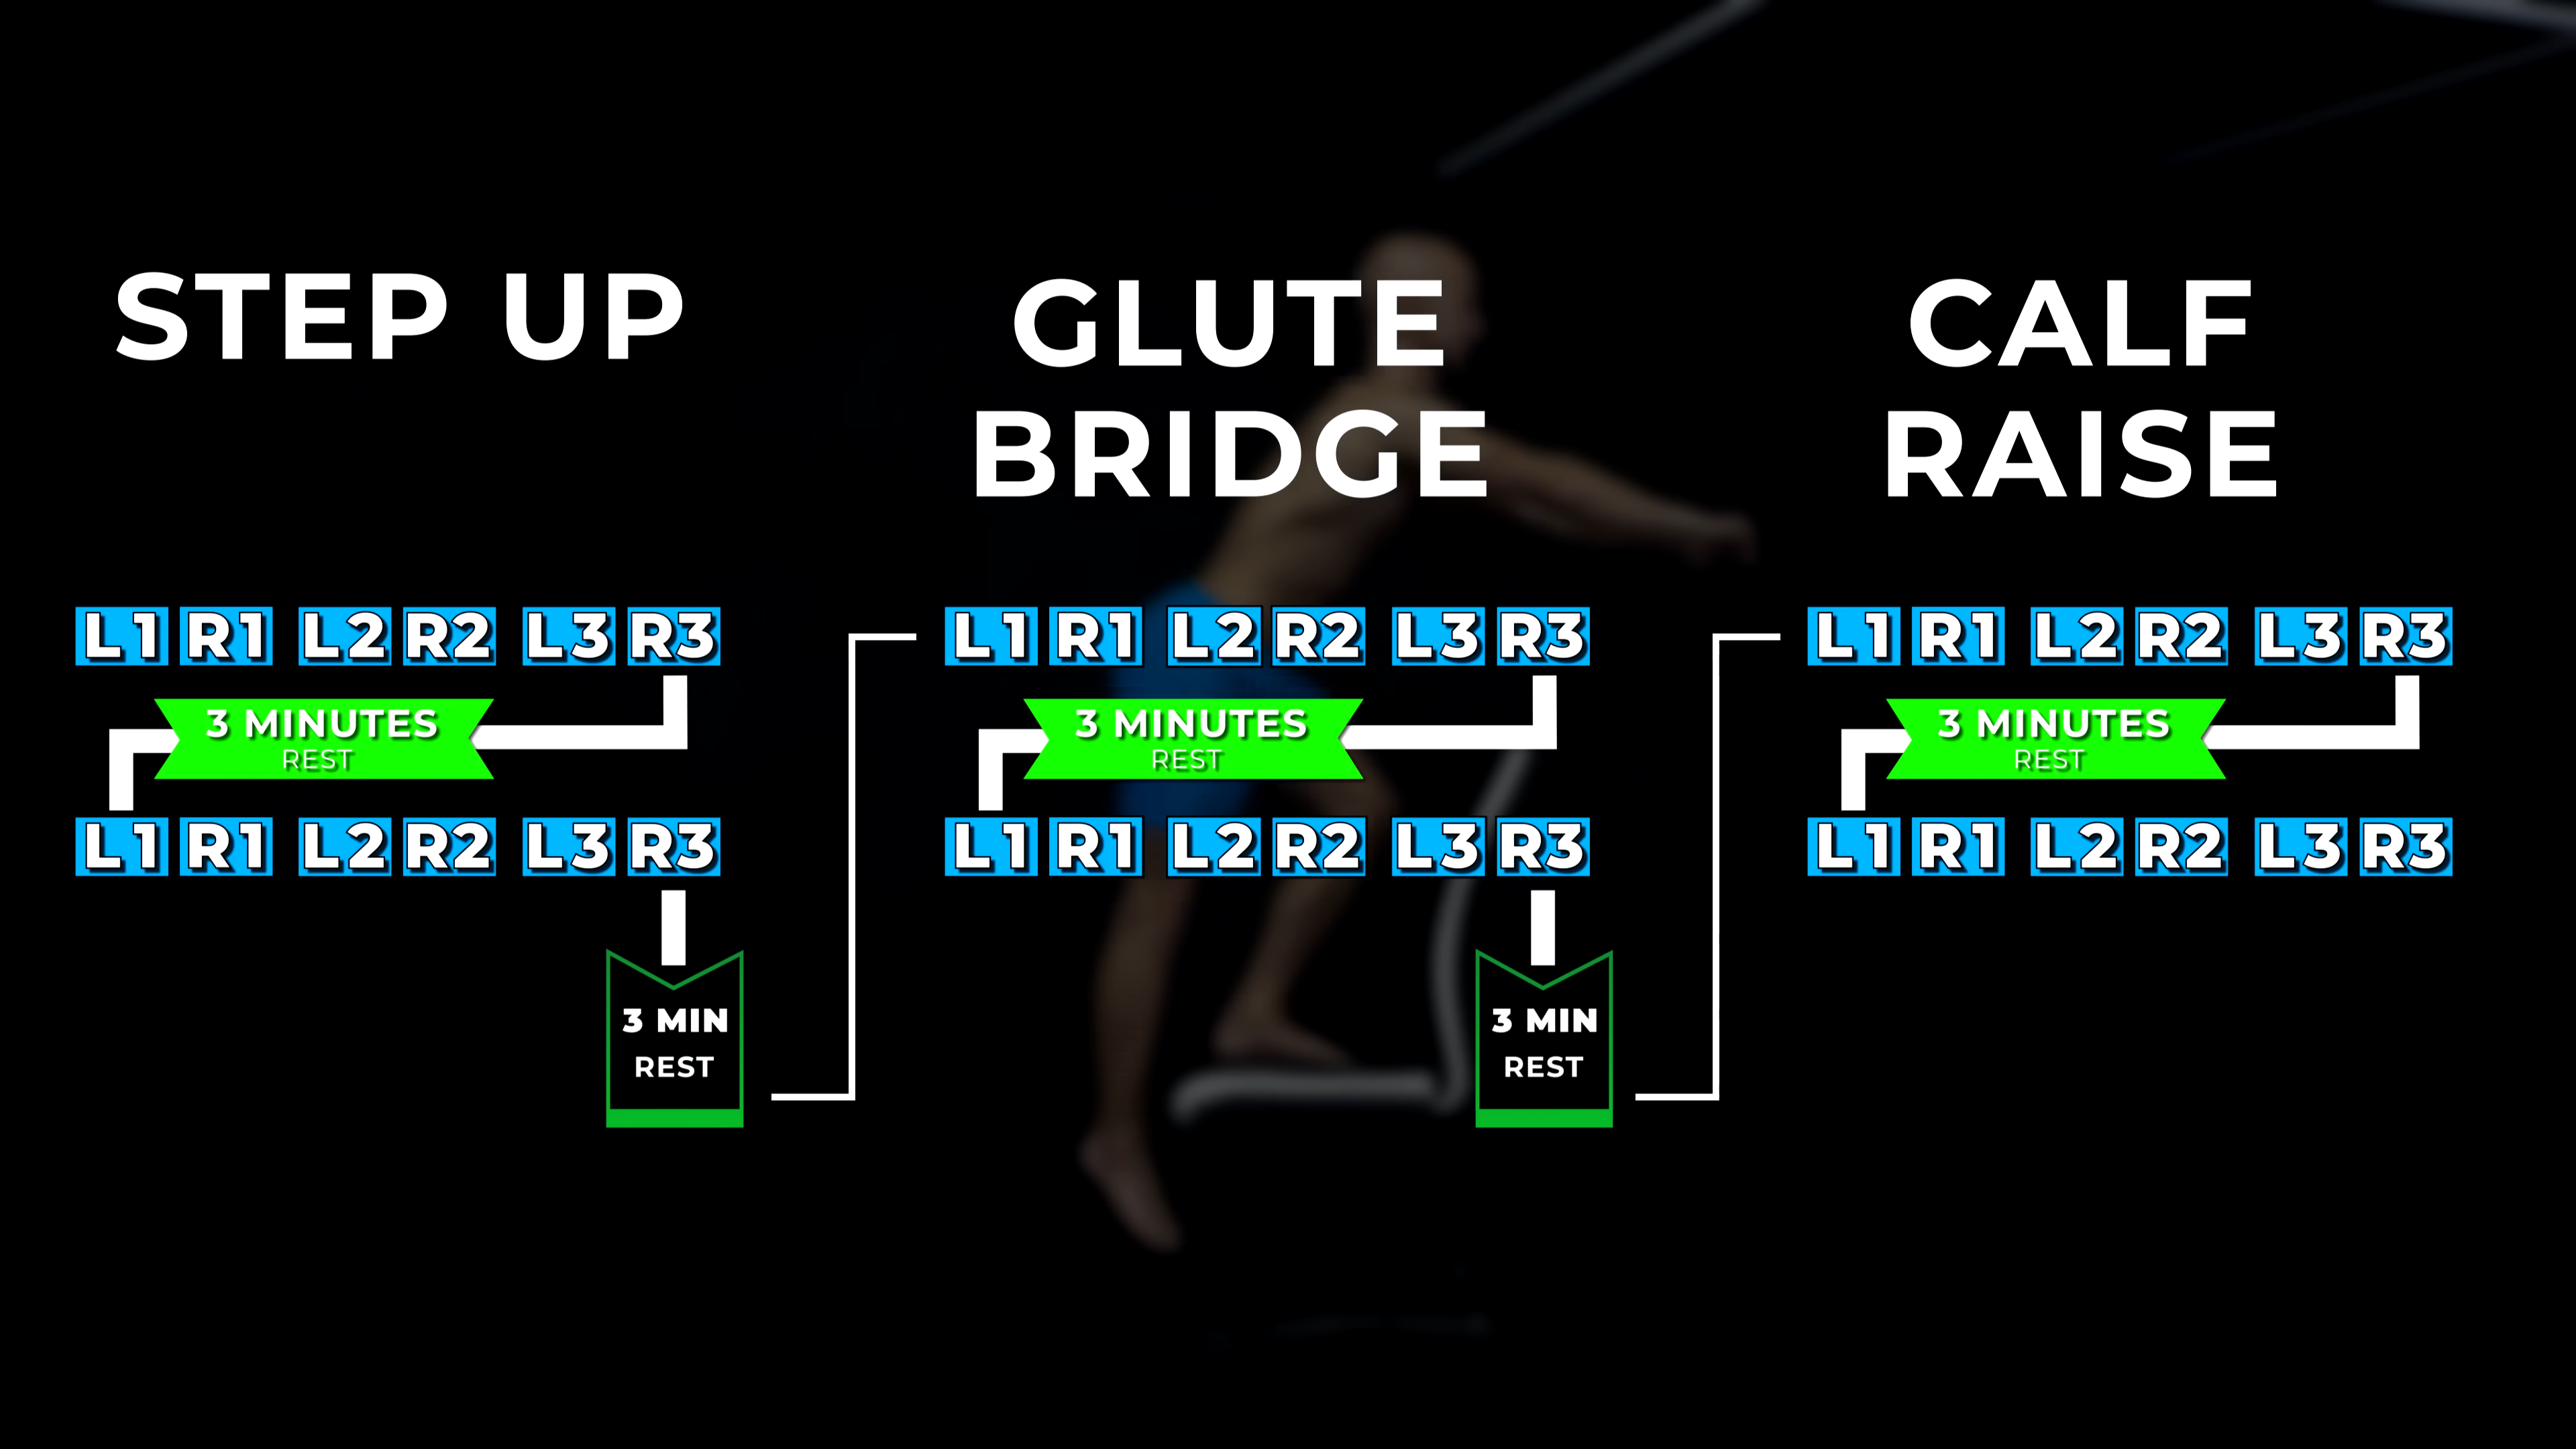 STEP UP
L1 R1 L2 R2 L3 R3
3 MINUTES
REST
L1 R1 L2 R2 L3 R3
3 MIN
REST
GLUTE
BRIDGE
L1 R1 L2 R2 L3 R3
3 MINUTES
REST
L1 R1 L2 R2 L3 R3
3 MIN
REST
CALF
RAISE
L1 R1 L2 R2 L3 R3
3 MINUTES
REST
L1 R1 L2 R2 L3 R3